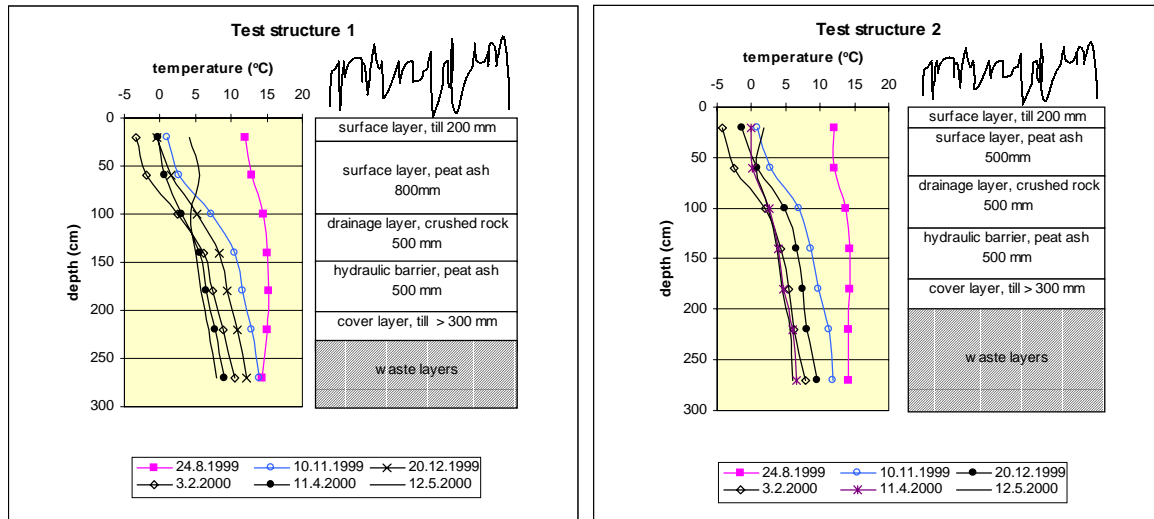 Test structure 1
temperature (ºC)
-5 0 5 10 15 20
0
50
100
150
200
250
300
depth (cm)
surface layer, till 200 mm
surface layer, peat ash
800mm
drainage layer, crushed rock
500 mm
hydraulic barrier, peat ash
500 mm
cover layer, till > 300 mm
waste layers
24.8.1999 10.11.1999 20.12.1999
3.2.2000 11.4.2000 12.5.2000
Test structure 2
temperature (ºC)
-5 0 5 10 15 20
0
50
100
150
200
250
300
depth (cm)
surface layer, till 200 mm
surface layer, peat ash
500mm
drainage layer, crushed rock
500 mm
hydraulic barrier, peat ash
500 mm
cover layer, till > 300 mm
waste layers
24.8.1999 10.11.1999 20.12.1999
3.2.2000 11.4.2000 12.5.2000